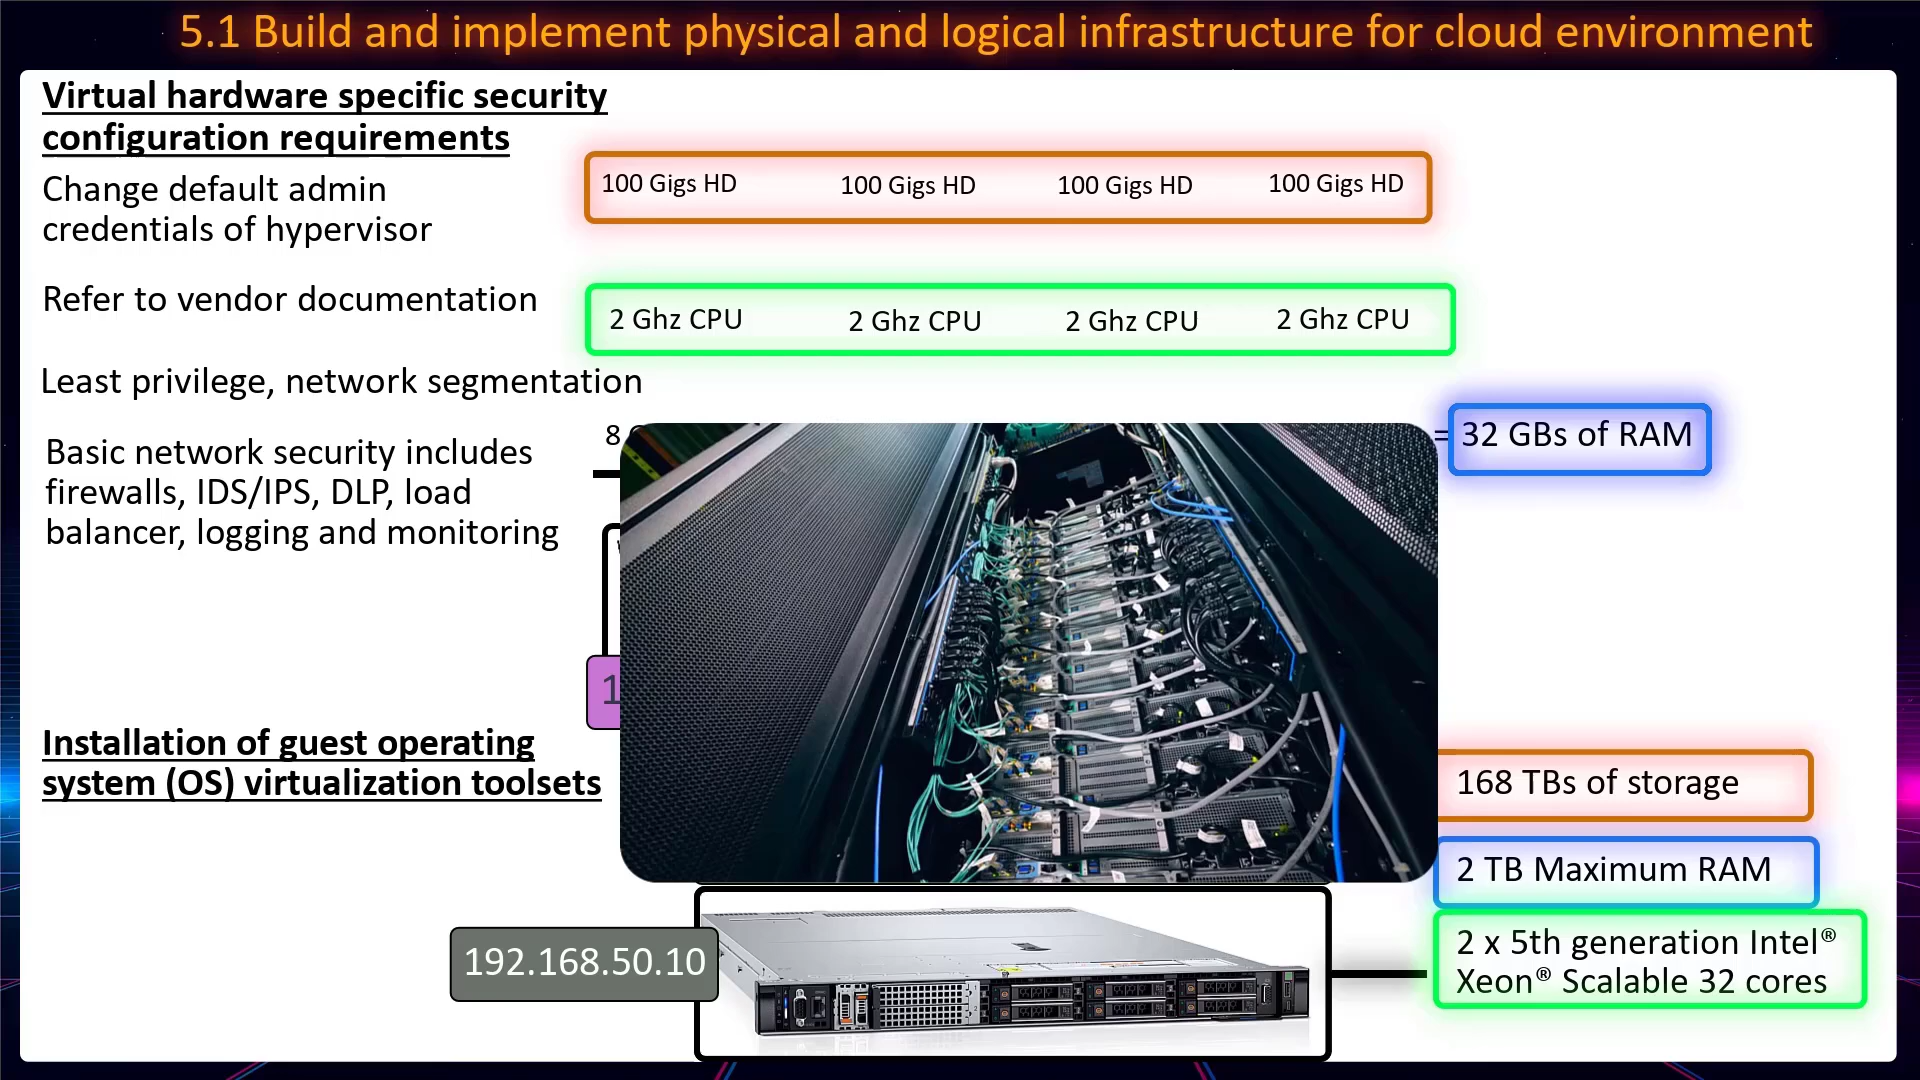 5.1 Build and implement physical and logical infrastructure for cloud environment
Virtual hardware specific security
configuration requirements
Change default admin
credentials of hypervisor
Refer to vendor documentation
Least privilege, network segmentation
Basic network security includes
firewalls, IDS/IPS, DLP, load
balancer, logging and monitoring
Installation of guest operating
system (OS) virtualization toolsets
100 Gigs HD 100 Gigs HD 100 Gigs HD 100 Gigs HD
2 Ghz CPU 2 Ghz CPU 2 Ghz CPU 2 Ghz CPU
8
= 32 GBs of RAM
1
168 TBs of storage
2 TB Maximum RAM
2 x 5th generation Intel®
Xeon® Scalable 32 cores
192.168.50.10